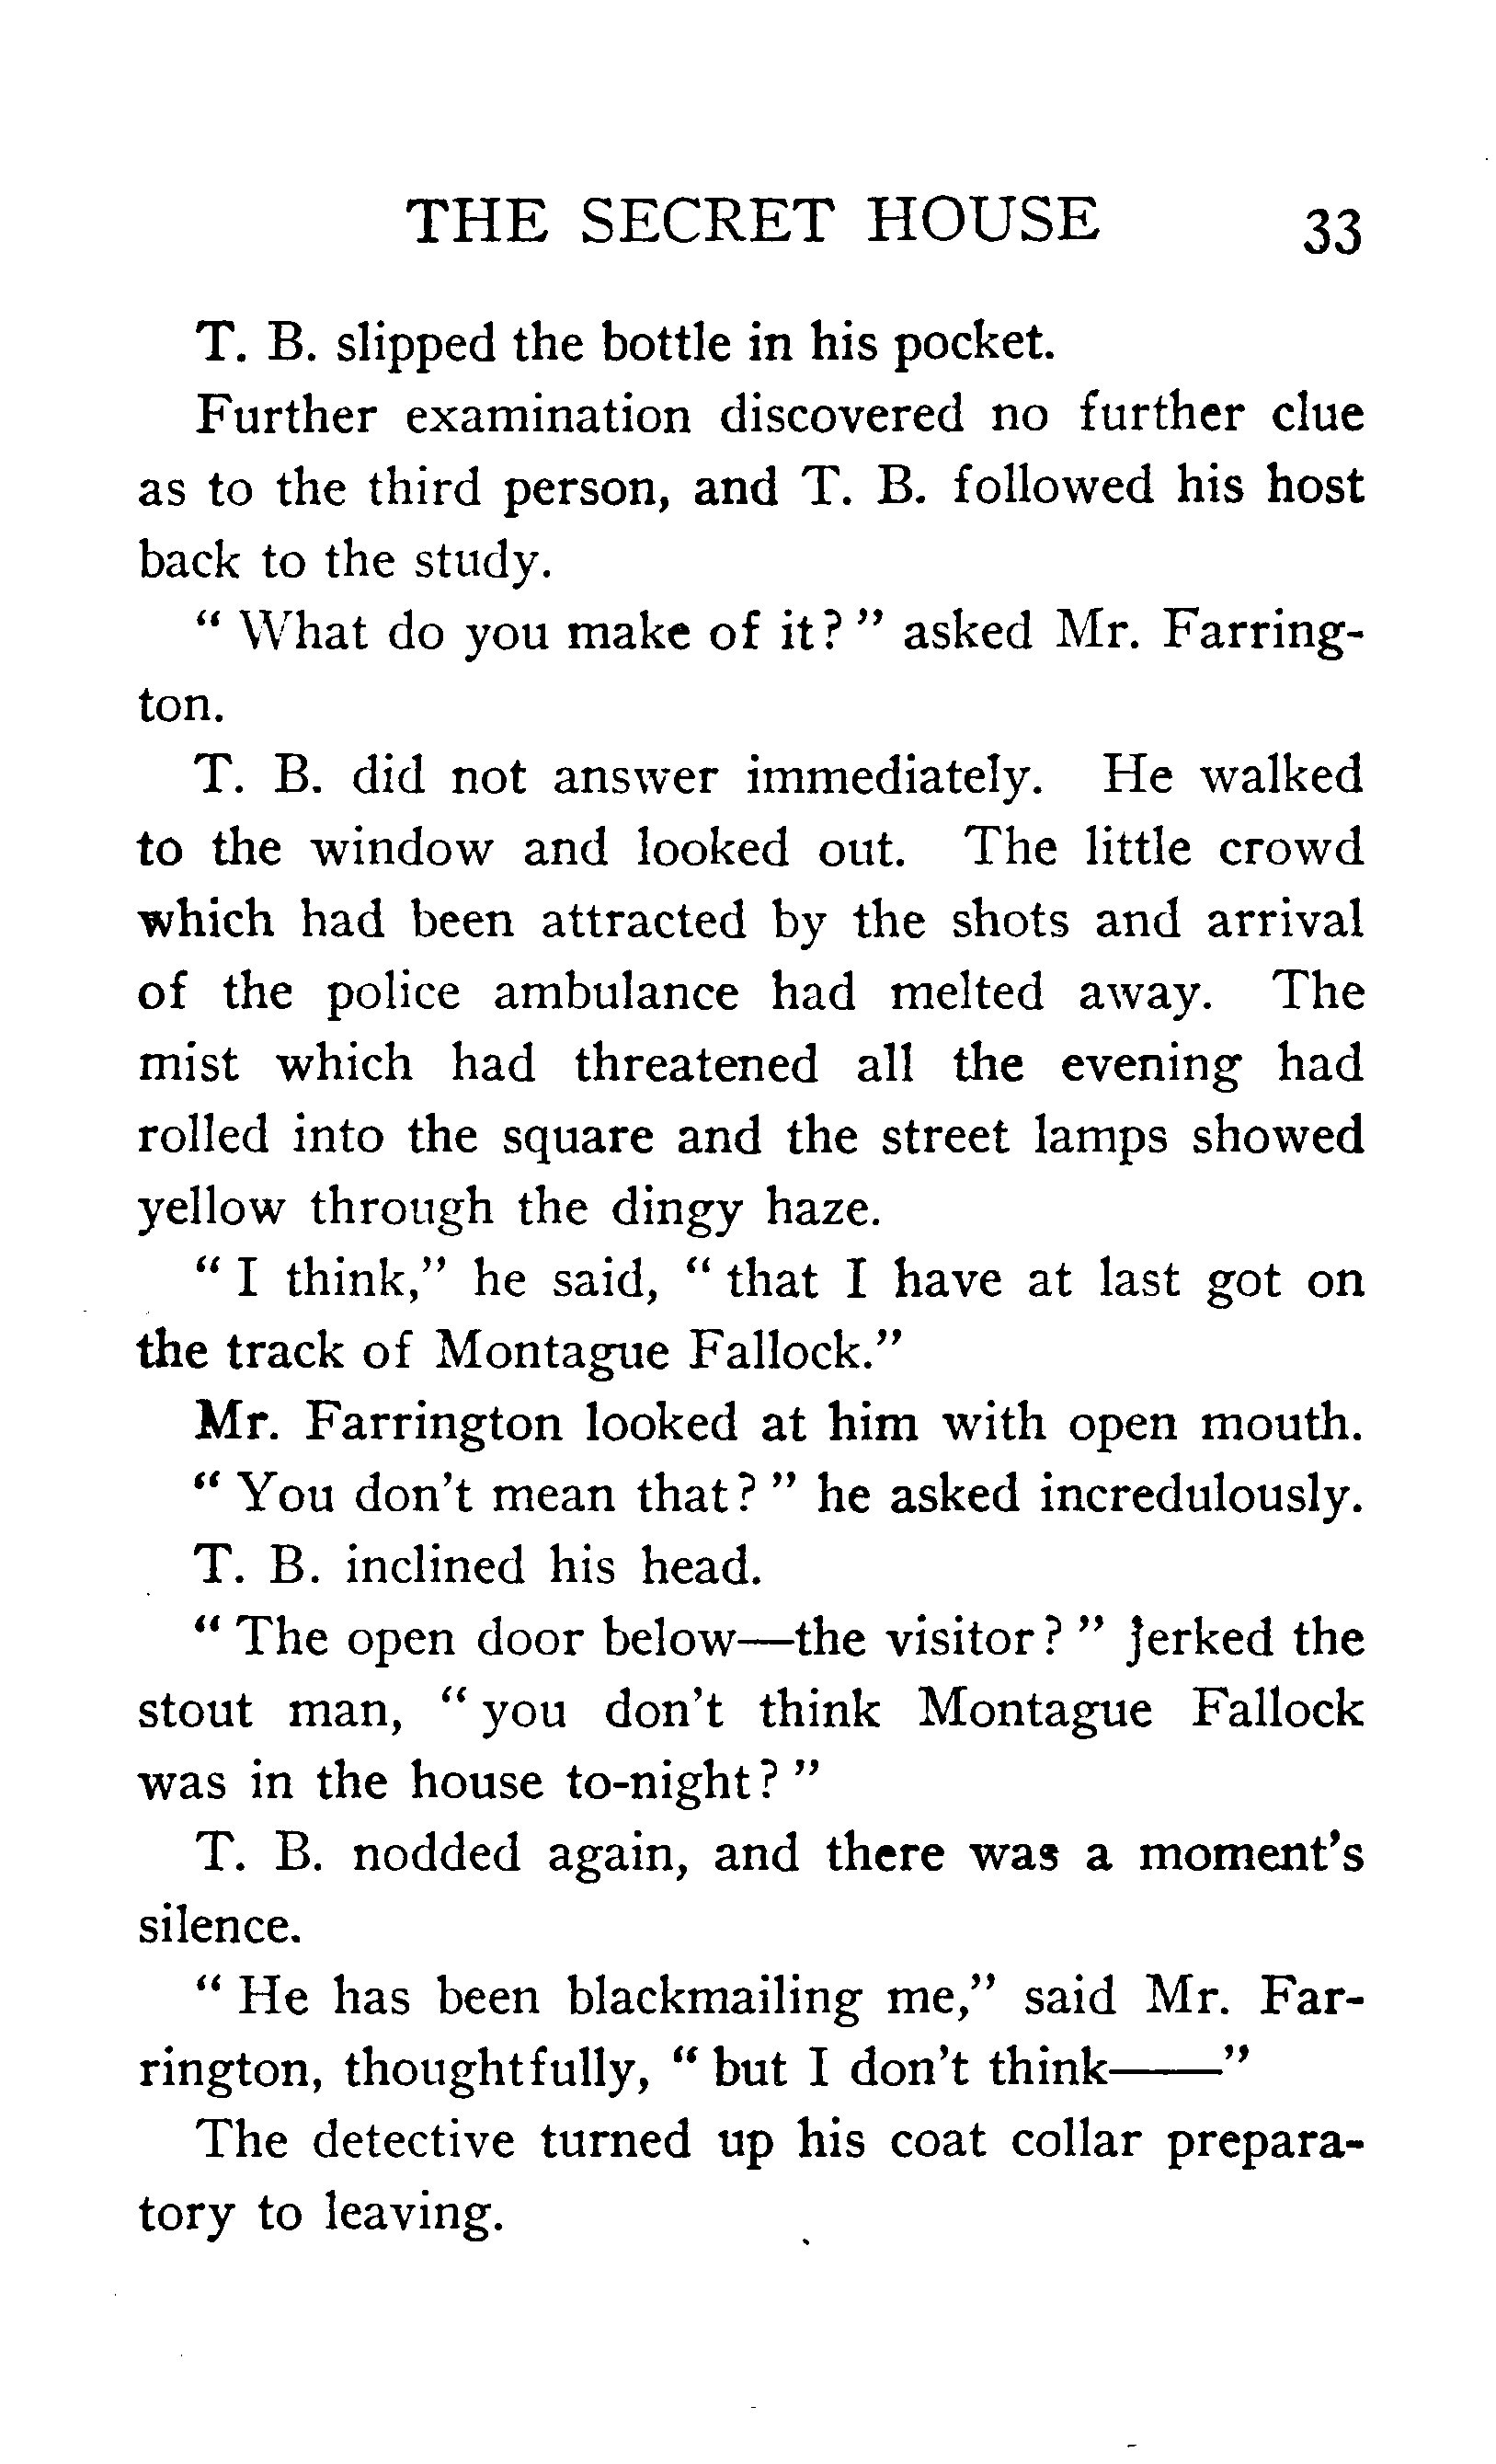 THE SECRET HOUSE 33
T. B. slipped the bottle in his pocket.
Further examination discovered no further clue
as to the third person, and T. B. followed his host
back to the study.
“ What do you make of it? ” asked Mr. Farring-
ton.
T. B. did not answer immediately. He walked
to the window and looked out. The little crowd
which had been attracted by the shots and arrival
of the police ambulance had melted away. The
mist which had threatened all the evening had
rolled into the square and the street lamps showed
yellow through the dingy haze.
“ I think,” he said, “ that I have at last got on
the track of Montague Fallock.”
Mr. Farrington looked at him with open mouth.
“ You don't mean that? ” he asked incredulously.
T. B. inclined his head.
“ The open door below—the visitor? ” jerked the
stout man, “ you don't think Montague Fallock
was in the house to-night? ”
T. B. nodded again, and there was a moment's
silence.
“ He has been blackmailing me,” said Mr. Far-
rington, thoughtfully, “ but I don't think——”
The detective turned up his coat collar prepara-
tory to leaving.